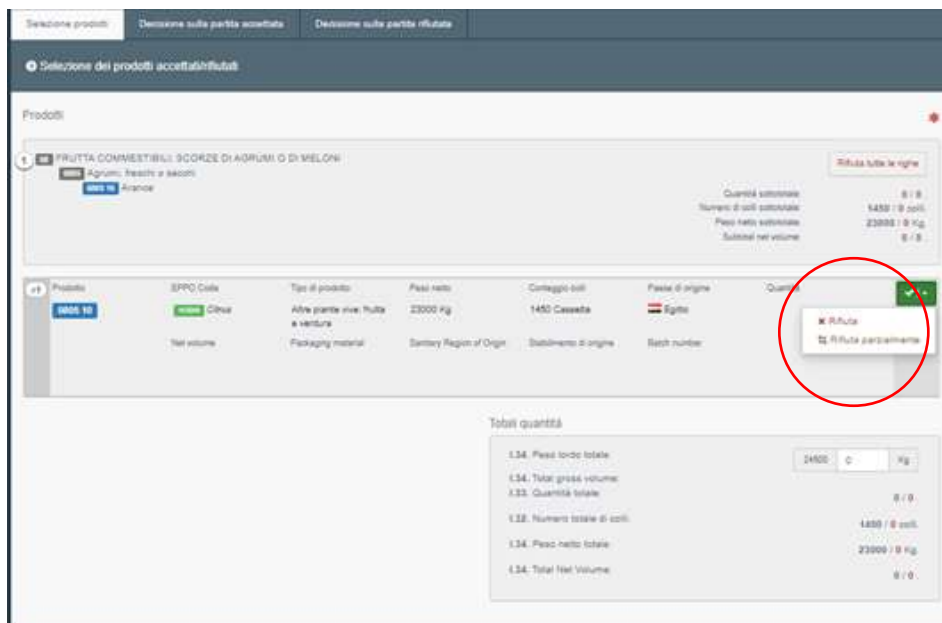 Selezione prodotti
Decisione sulla partita accettata
Decisione sulla partita rifiutata
Selezione dei prodotti accettati/rifiutati
Prodotti
1
FRUTTA COMMESTIBILI; SCORZE DI AGRUMI O DI MELONI
Rifiuta tutte le righe
0805 Agrumi, freschi o secchi
0805 10 Arance
Quantità subtotale 0 / 0
Numero di colli subtotale 1450 / 0 colli.
Peso netto subtotale 23000 / 0 Kg.
Subtotal net volume 0 / 0
Prodotto
EPPO Code
Tipo di prodotto
Peso netto
Conteggio colli
Paese di origine
Quantità
0805 10
Citrus
Altre piante vive: frutta e verdura
23000 Kg
1450 Cassetta
Egitto
Rifiuta
Rifiuta parzialmente
Net volume
Packaging material
Sanitary Region of Origin
Stabilimento di origine
Batch number
Totali quantità
I.34. Peso lordo totale: 24500 0 Kg
I.34. Total gross volume:
I.33. Quantità totale: 0 / 0
I.32. Numero totale di colli: 1450 / 0 colli.
I.34. Peso netto totale: 23000 / 0 Kg.
I.34. Total Net Volume: 0 / 0